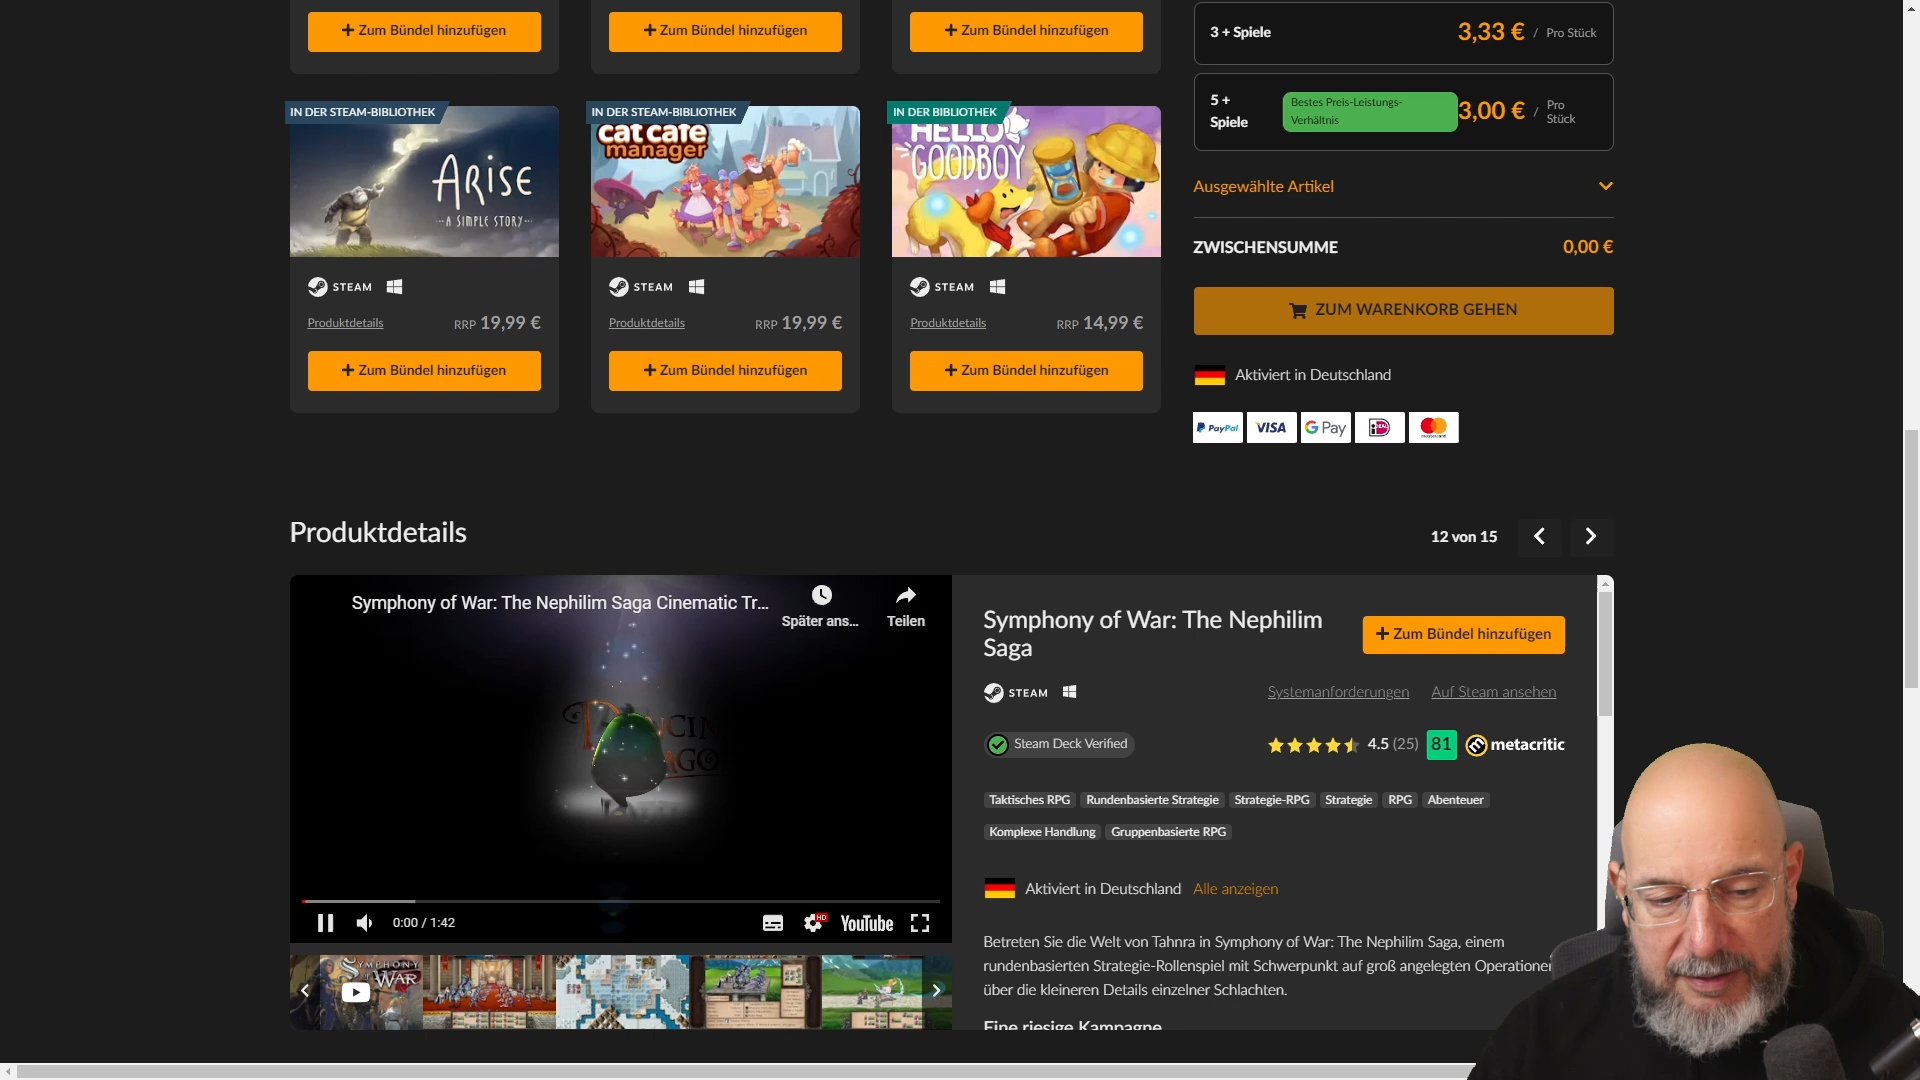 Zum Bündel hinzufügen
Zum Bündel hinzufügen
Zum Bündel hinzufügen
3 + Spiele
3,33 € / Pro Stück
5 +
Spiele
Bestes Preis-Leistungs-
Verhältnis
3,00 € /
Pro
Stück
Ausgewählte Artikel
ZWISCHENSUMME
0,00 €
ZUM WARENKORB GEHEN
Aktiviert in Deutschland
PayPal
VISA
G Pay
iDEAL
mastercard
IN DER STEAM-BIBLIOTHEK
ARISE
A SIMPLE STORY
STEAM
Produktdetails
RRP 19,99 €
Zum Bündel hinzufügen
IN DER STEAM-BIBLIOTHEK
cat cafe
manager
STEAM
Produktdetails
RRP 19,99 €
Zum Bündel hinzufügen
IN DER BIBLIOTHEK
HELLO
GOODBOY
STEAM
Produktdetails
RRP 14,99 €
Zum Bündel hinzufügen
Produktdetails
12 von 15
Symphony of War: The Nephilim Saga Cinematic Tr...
Später ans...
Teilen
0:00 / 1:42
HD
YouTube
SYMPHONY
OF WAR
Symphony of War: The Nephilim
Saga
Zum Bündel hinzufügen
STEAM
Systemanforderungen
Auf Steam ansehen
Steam Deck Verified
4.5 (25)
81
metacritic
Taktisches RPG
Rundenbasierte Strategie
Strategie-RPG
Strategie
RPG
Abenteuer
Komplexe Handlung
Gruppenbasierte RPG
Aktiviert in Deutschland
Alle anzeigen
Betreten Sie die Welt von Tahnra in Symphony of War: The Nephilim Saga, einem
rundenbasierten Strategie-Rollenspiel mit Schwerpunkt auf groß angelegten Operationen
über die kleineren Details einzelner Schlachten.
Eine riesige Kampagne